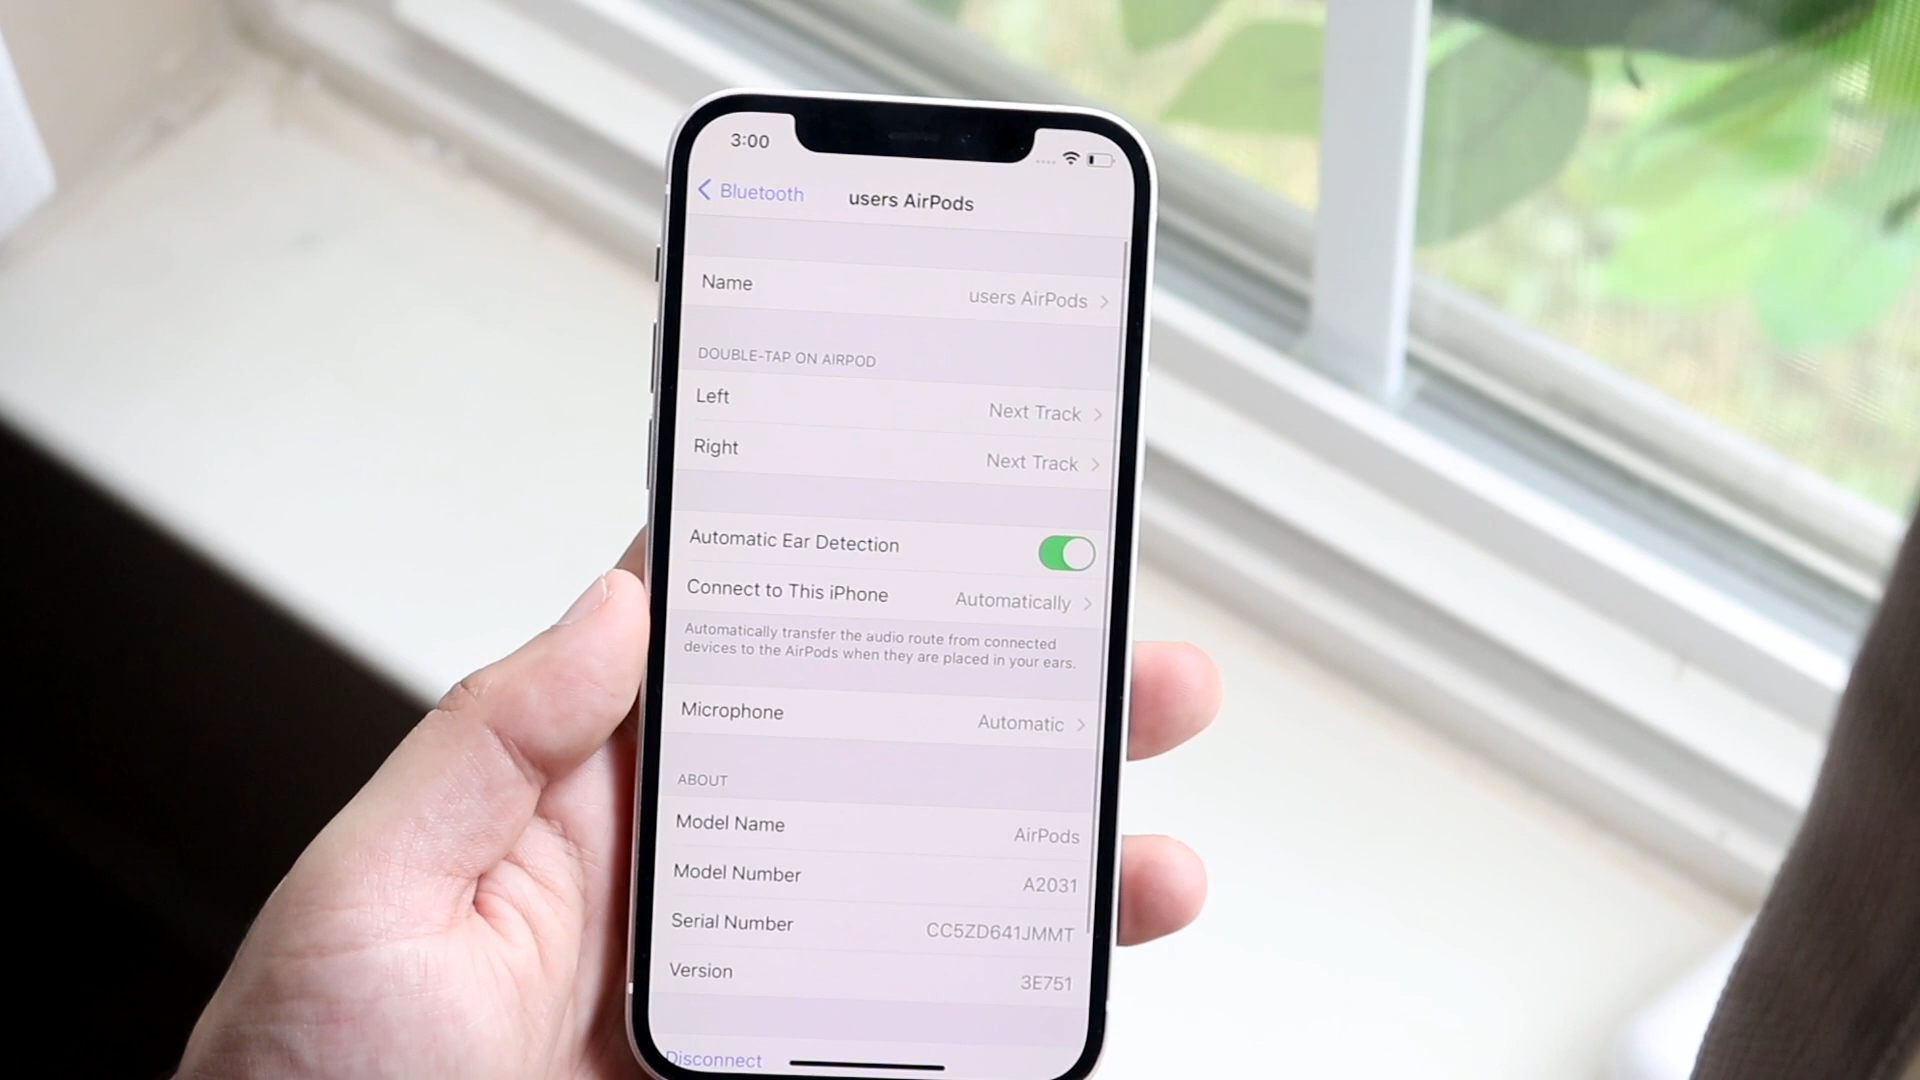 3:00
Bluetooth
users AirPods
Name
users AirPods
DOUBLE-TAP ON AIRPOD
Left
Next Track
Right
Next Track
Automatic Ear Detection
Connect to This iPhone
Automatically
Automatically transfer the audio route from connected
devices to the AirPods when they are placed in your ears.
Microphone
Automatic
ABOUT
Model Name
AirPods
Model Number
A2031
Serial Number
CC5ZD641JMMT
Version
3E751
Disconnect